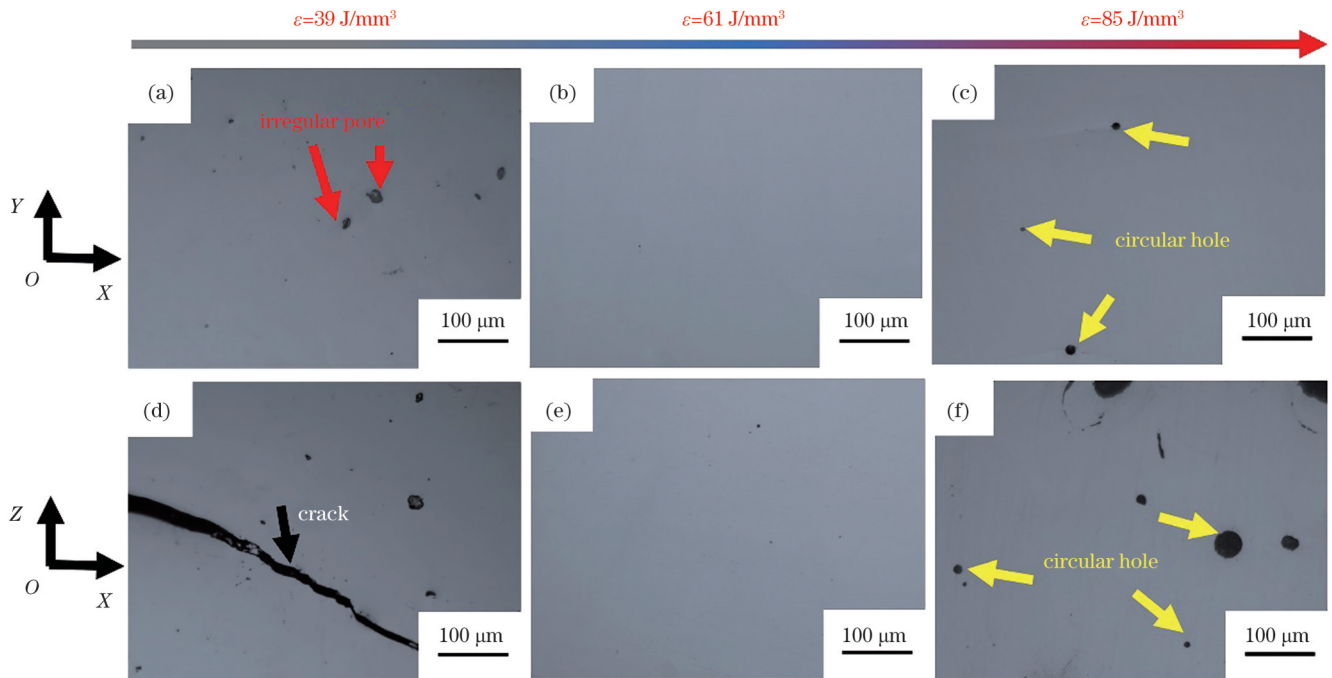 ε=39 J/mm³
ε=61 J/mm³
ε=85 J/mm³
(a)
irregular pore
100 μm
(b)
100 μm
(c)
circular hole
100 μm
Y
O
X
(d)
crack
100 μm
(e)
100 μm
(f)
circular hole
100 μm
Z
O
X